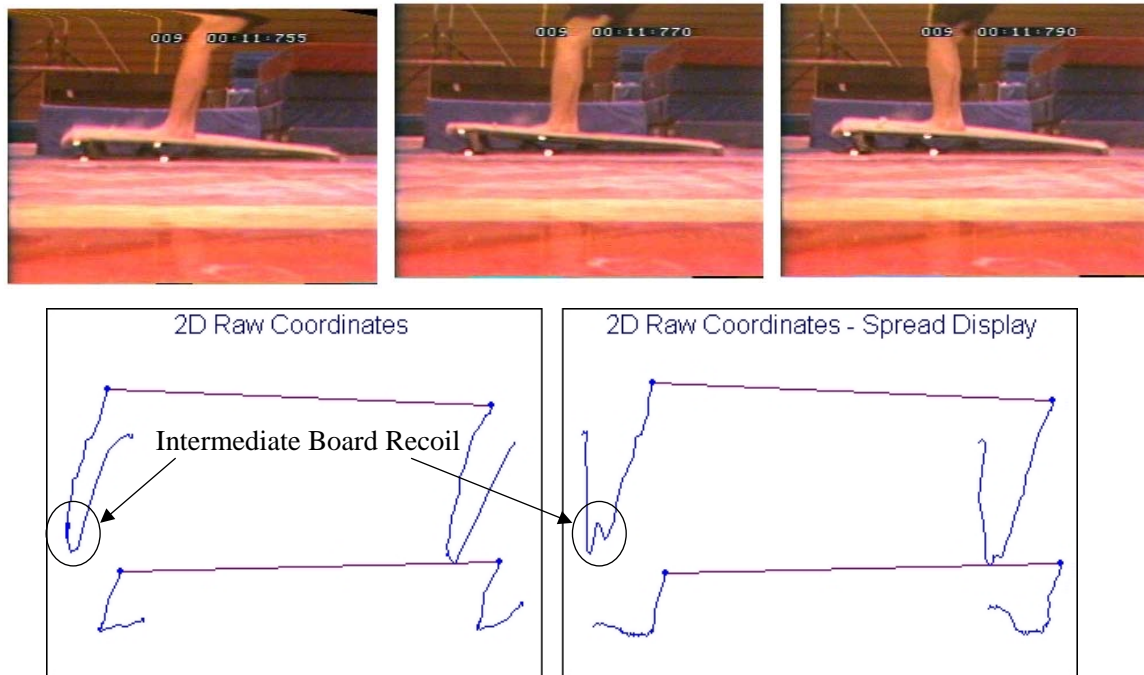 009 00:11:755
009 00:11:770
009 00:11:790
2D Raw Coordinates
2D Raw Coordinates - Spread Display
Intermediate Board Recoil